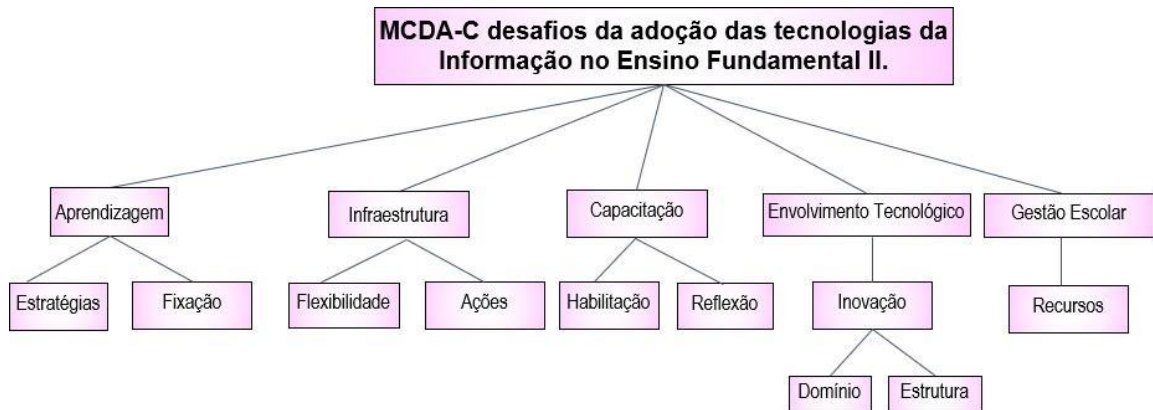 MCDA-C desafios da adoção das tecnologias da
Informação no Ensino Fundamental II.
Aprendizagem
Infraestrutura
Capacitação
Envolvimento Tecnológico
Gestão Escolar
Estratégias
Fixação
Flexibilidade
Ações
Habilitação
Reflexão
Inovação
Recursos
Domínio
Estrutura